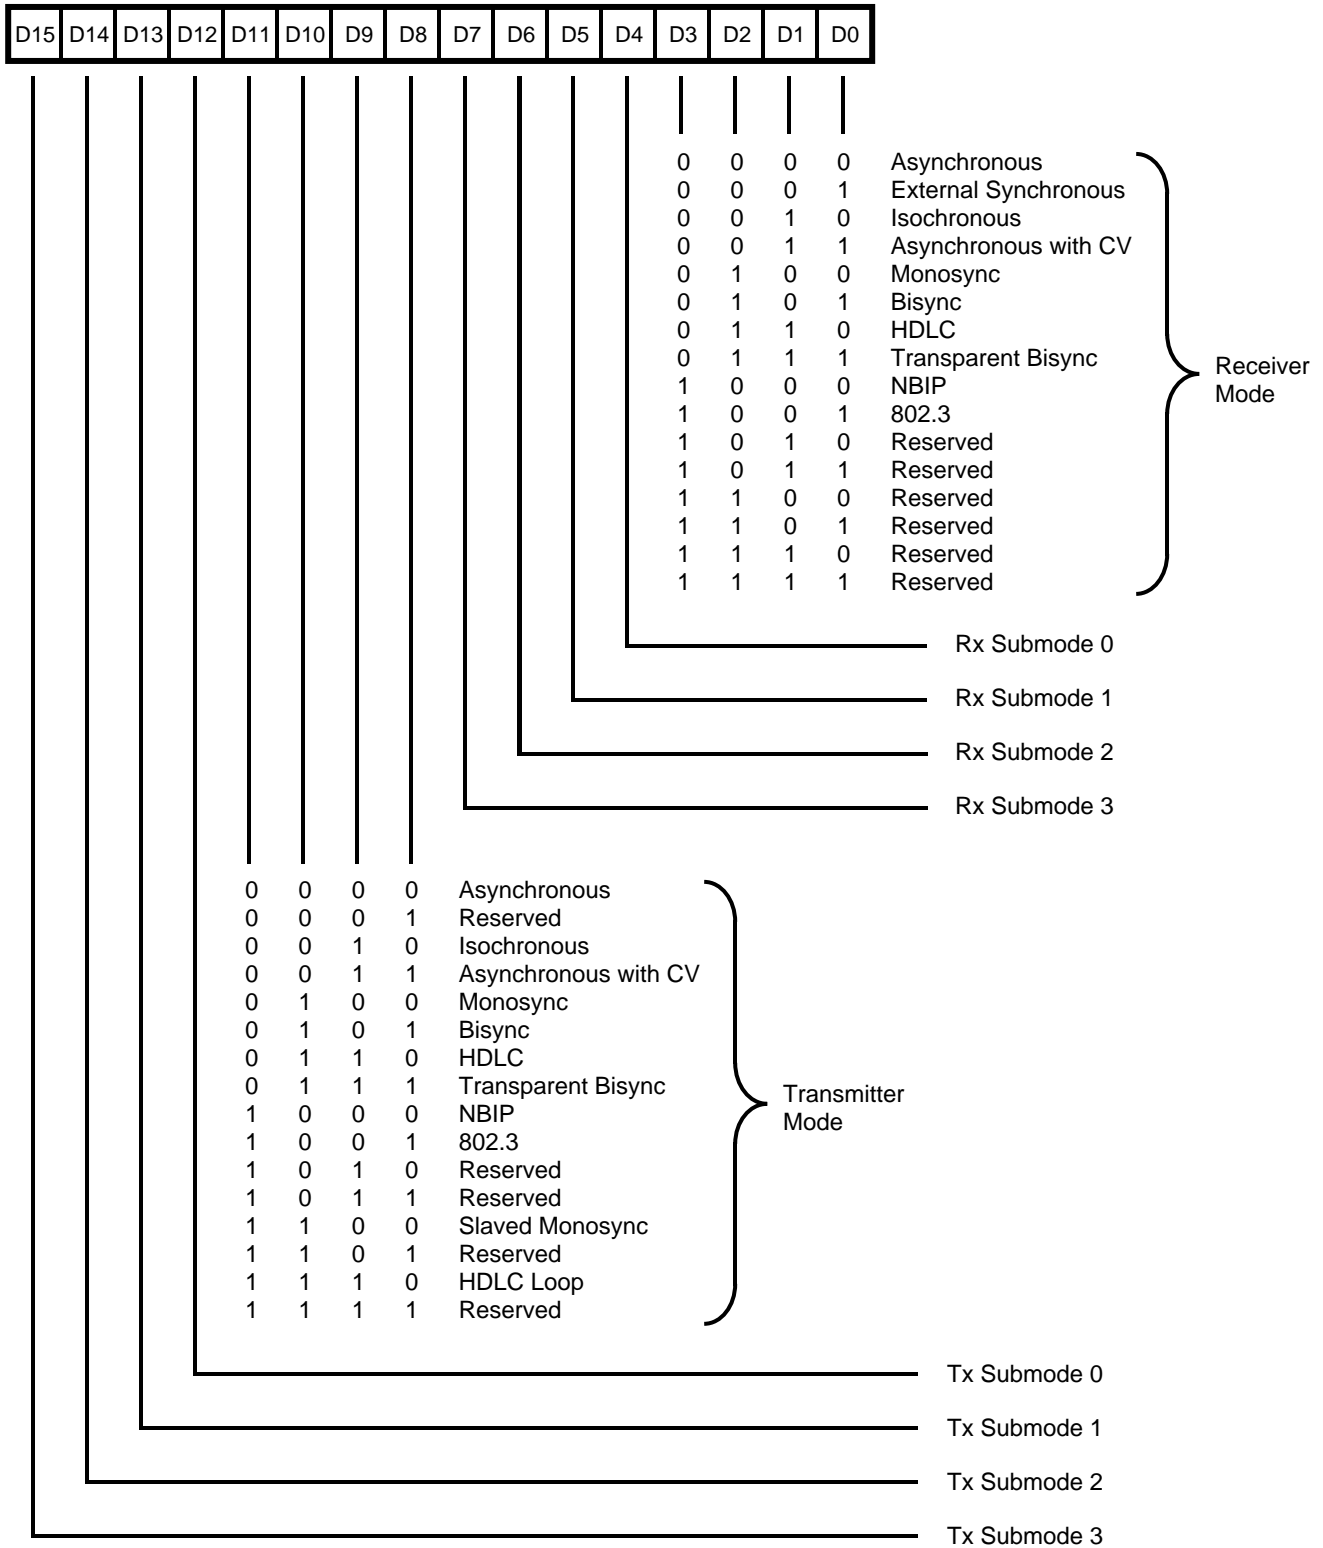 D15 D14 D13 D12 D11 D10 D9 D8 D7 D6 D5 D4 D3 D2 D1 D0
0 0 0 0 Asynchronous
0 0 0 1 External Synchronous
0 0 1 0 Isochronous
0 0 1 1 Asynchronous with CV
0 1 0 0 Monosync
0 1 0 1 Bisync
0 1 1 0 HDLC
0 1 1 1 Transparent Bisync
1 0 0 0 NBIP
1 0 0 1 802.3
1 0 1 0 Reserved
1 0 1 1 Reserved
1 1 0 0 Reserved
1 1 0 1 Reserved
1 1 1 0 Reserved
1 1 1 1 Reserved
Receiver
Mode
Rx Submode 0
Rx Submode 1
Rx Submode 2
Rx Submode 3
0 0 0 0 Asynchronous
0 0 0 1 Reserved
0 0 1 0 Isochronous
0 0 1 1 Asynchronous with CV
0 1 0 0 Monosync
0 1 0 1 Bisync
0 1 1 0 HDLC
0 1 1 1 Transparent Bisync
1 0 0 0 NBIP
1 0 0 1 802.3
1 0 1 0 Reserved
1 0 1 1 Reserved
1 1 0 0 Slaved Monosync
1 1 0 1 Reserved
1 1 1 0 HDLC Loop
1 1 1 1 Reserved
Transmitter
Mode
Tx Submode 0
Tx Submode 1
Tx Submode 2
Tx Submode 3